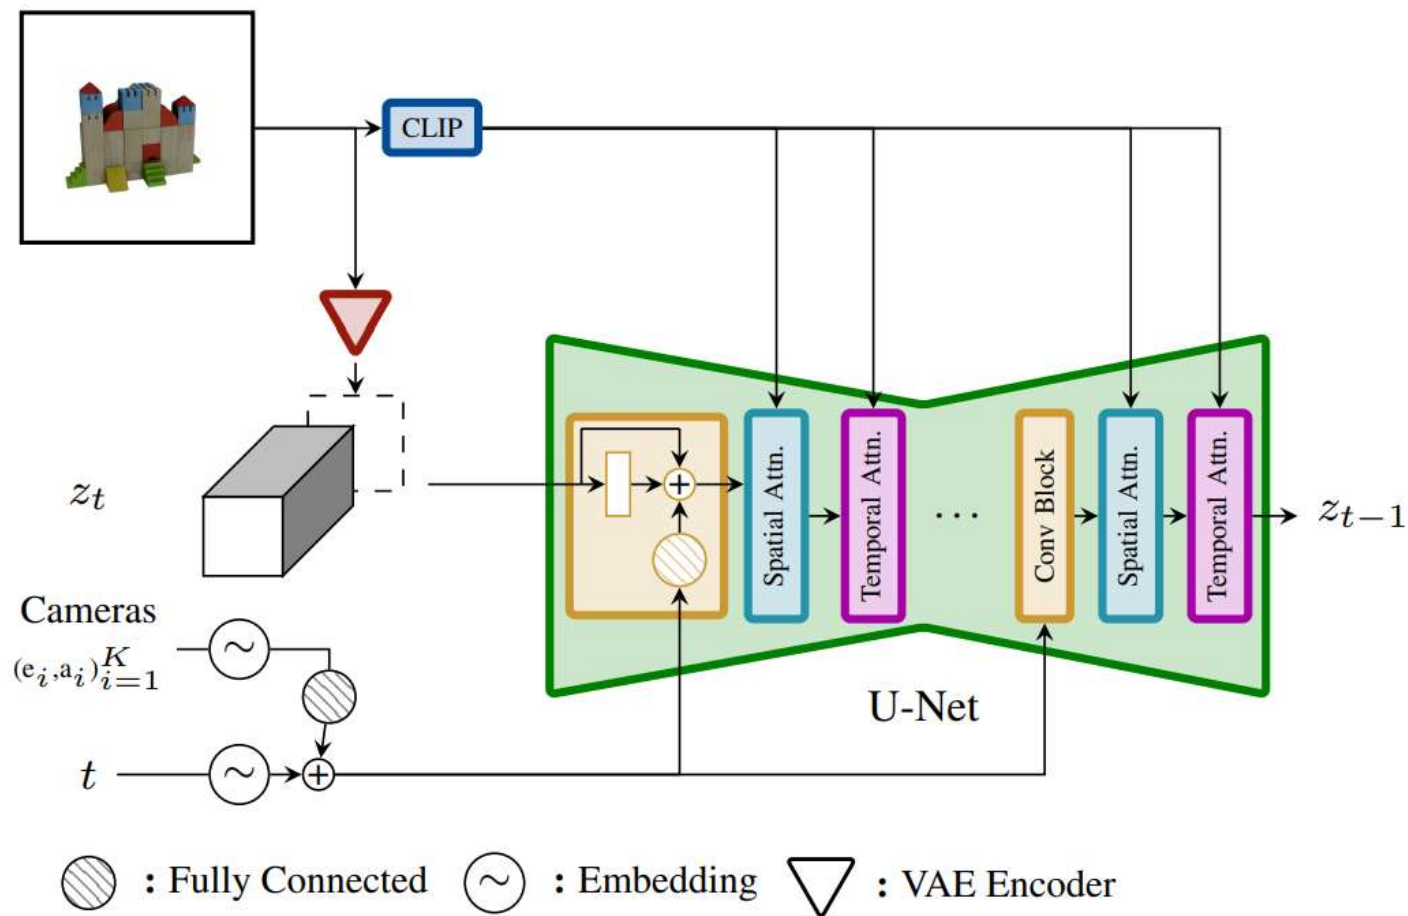 CLIP
z_t
Spatial Attn.
Temporal Attn.
...
Conv Block
Spatial Attn.
Temporal Attn.
z_{t-1}
Cameras
(e_i,a_i)_{i=1}^K
U-Net
t
: Fully Connected
: Embedding
: VAE Encoder